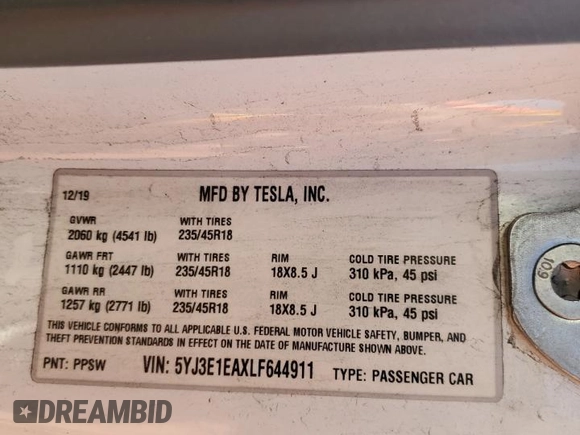 12/19 MFD BY TESLA, INC.
GVWR WITH TIRES
2060 kg (4541 lb) 235/45R18
GAWR FRT WITH TIRES RIM COLD TIRE PRESSURE
1110 kg (2447 lb) 235/45R18 18X8.5 J 310 kPa, 45 psi
GAWR RR WITH TIRES RIM COLD TIRE PRESSURE
1257 kg (2771 lb) 235/45R18 18X8.5 J 310 kPa, 45 psi
THIS VEHICLE CONFORMS TO ALL APPLICABLE U.S. FEDERAL MOTOR VEHICLE SAFETY, BUMPER, AND
THEFT PREVENTION STANDARDS IN EFFECT ON THE DATE OF MANUFACTURE SHOWN ABOVE.
PNT: PPSW VIN: 5YJ3E1EAXLF644911 TYPE: PASSENGER CAR
109
DREAMBID